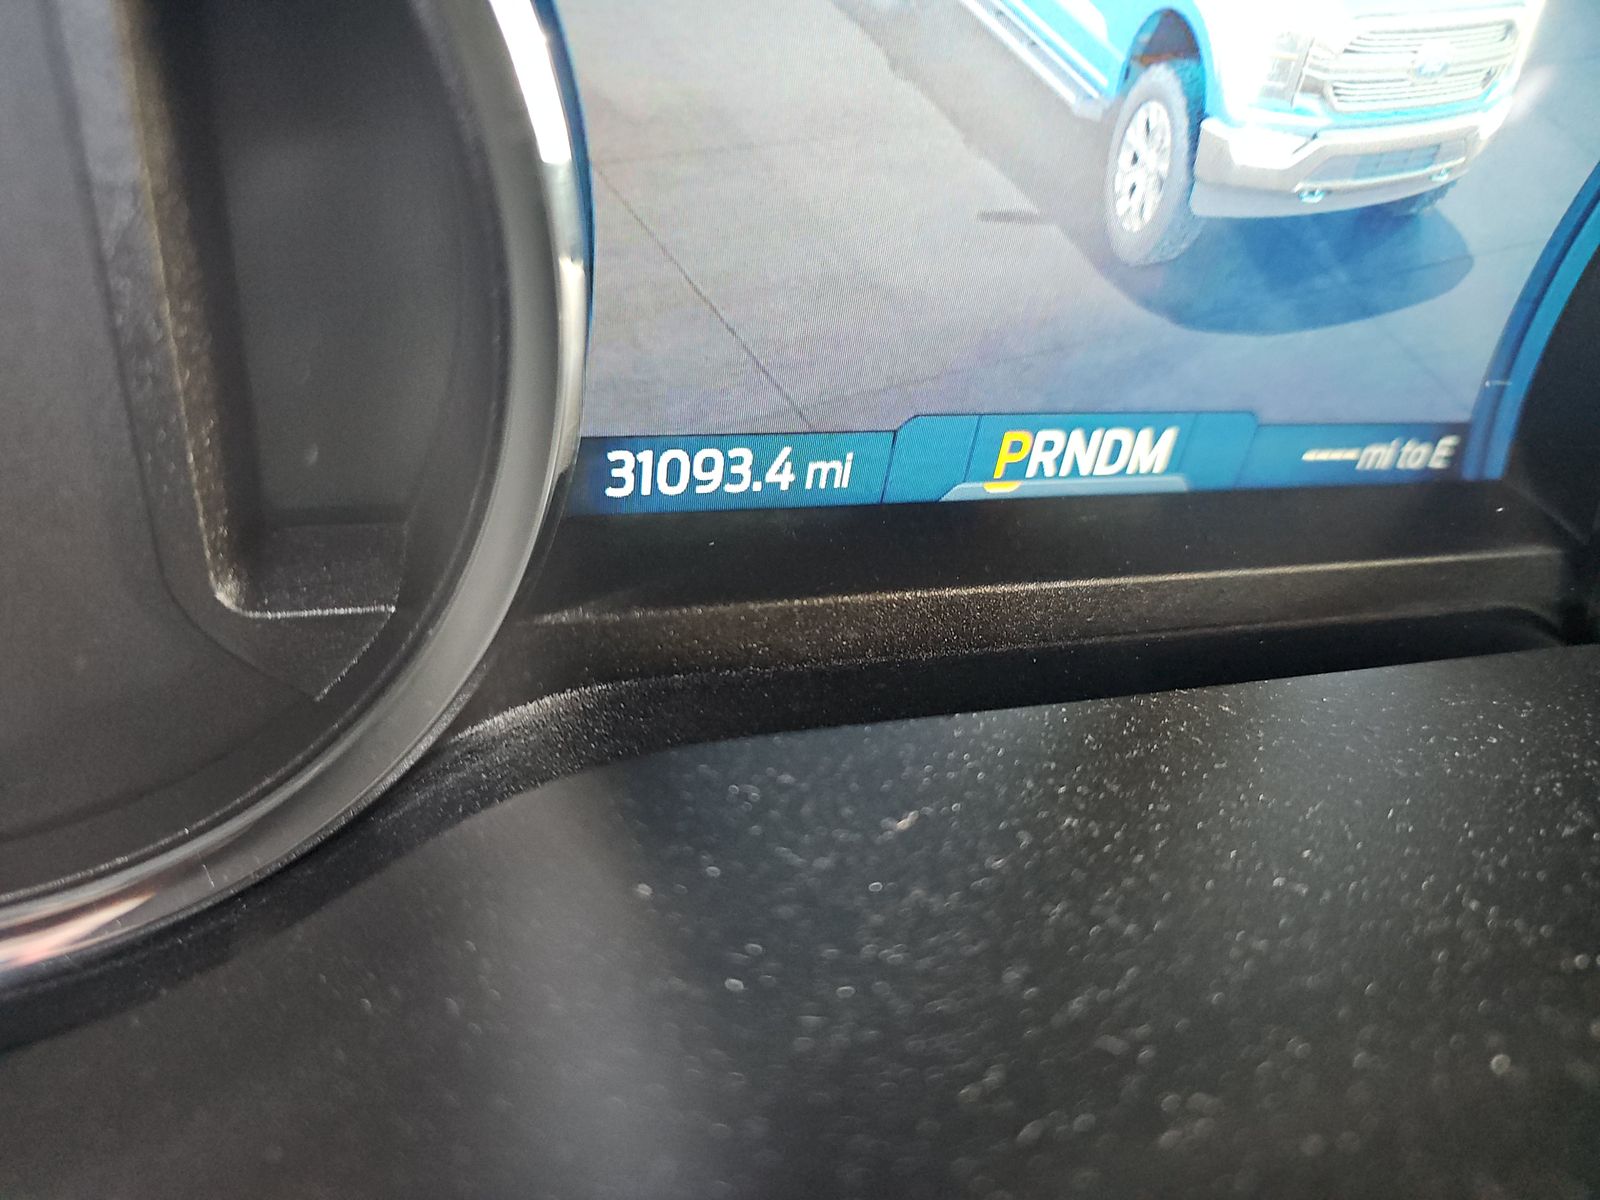 31093.4 mi PRNDM ----mi to E